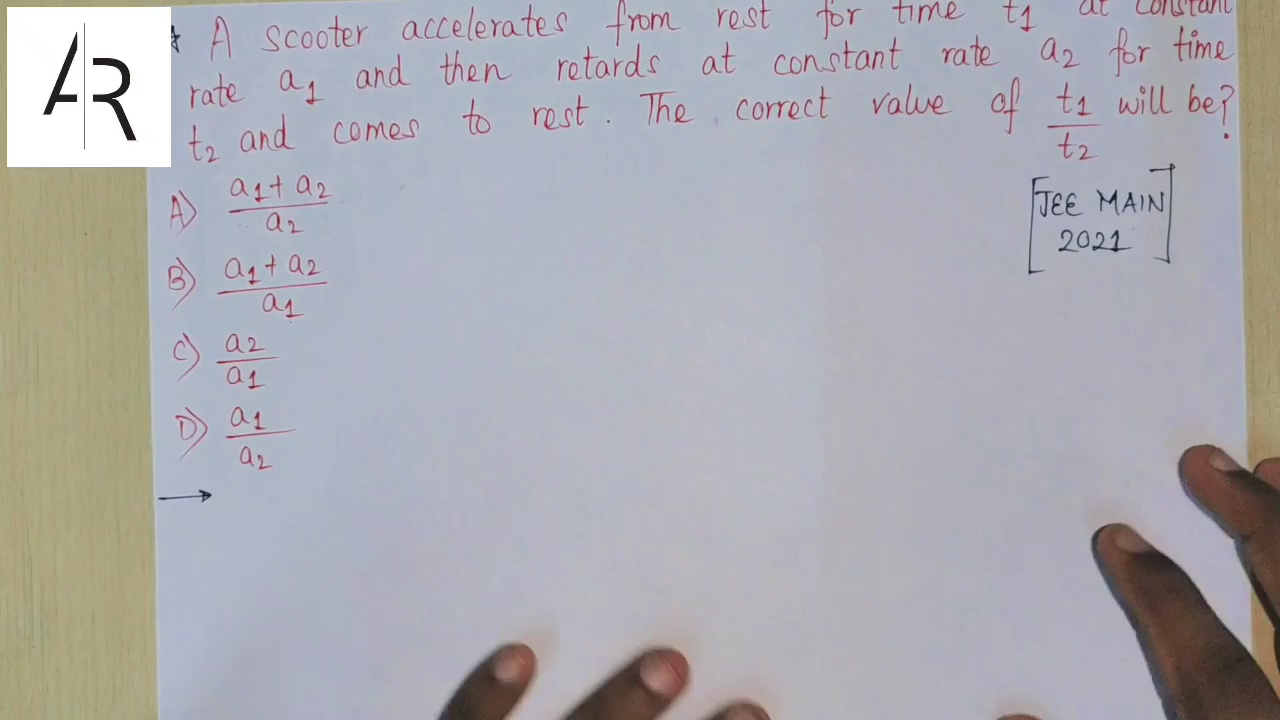 AR
A scooter accelerates from rest for time t₁ at constant
rate a₁ and then retards at constant rate a₂ for time
t₂ and comes to rest. The correct value of t₁/t₂ will be?
[JEE MAIN
2021]
A) (a₁ + a₂)/a₂
B) (a₁ + a₂)/a₁
C) a₂/a₁
D) a₁/a₂